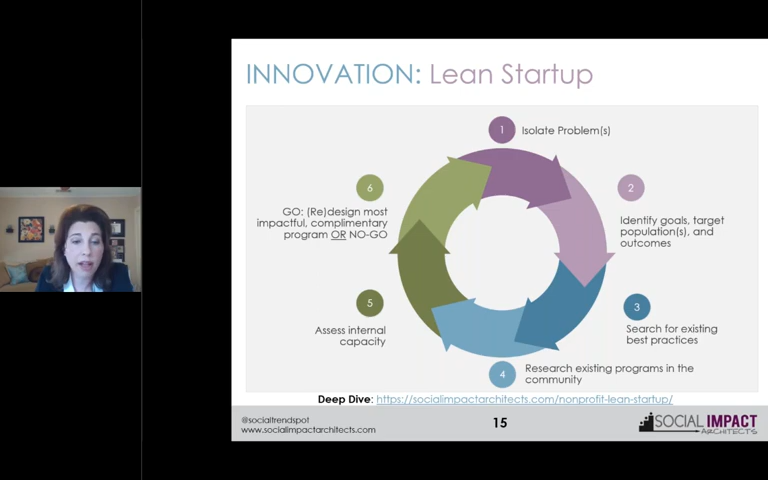 INNOVATION: Lean Startup
1
Isolate Problem(s)
2
Identify goals, target
population(s), and
outcomes
3
Search for existing
best practices
4
Research existing programs in the
community
5
Assess internal
capacity
6
GO: (Re)design most
impactful, complimentary
program OR NO-GO
Deep Dive: https://socialimpactarchitects.com/nonprofit-lean-startup/
@socialtrendspot
www.socialimpactarchitects.com
15
SOCIAL IMPACT
ARCHITECTS